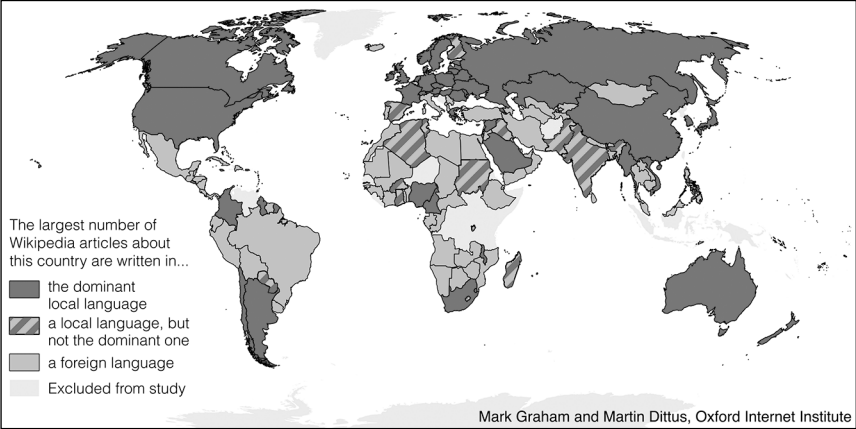 The largest number of
Wikipedia articles about
this country are written in...
the dominant
local language
a local language, but
not the dominant one
a foreign language
Excluded from study
Mark Graham and Martin Dittus, Oxford Internet Institute